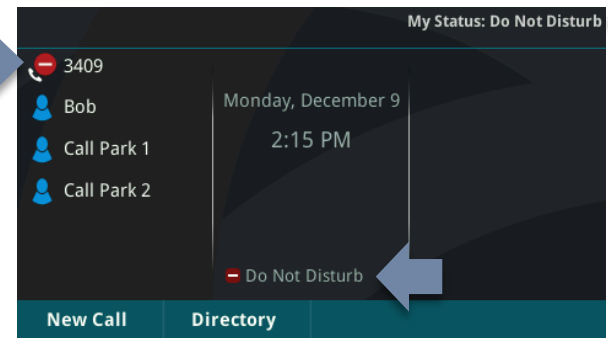 My Status: Do Not Disturb
3409
Bob
Call Park 1
Call Park 2
Monday, December 9
2:15 PM
Do Not Disturb
New Call Directory